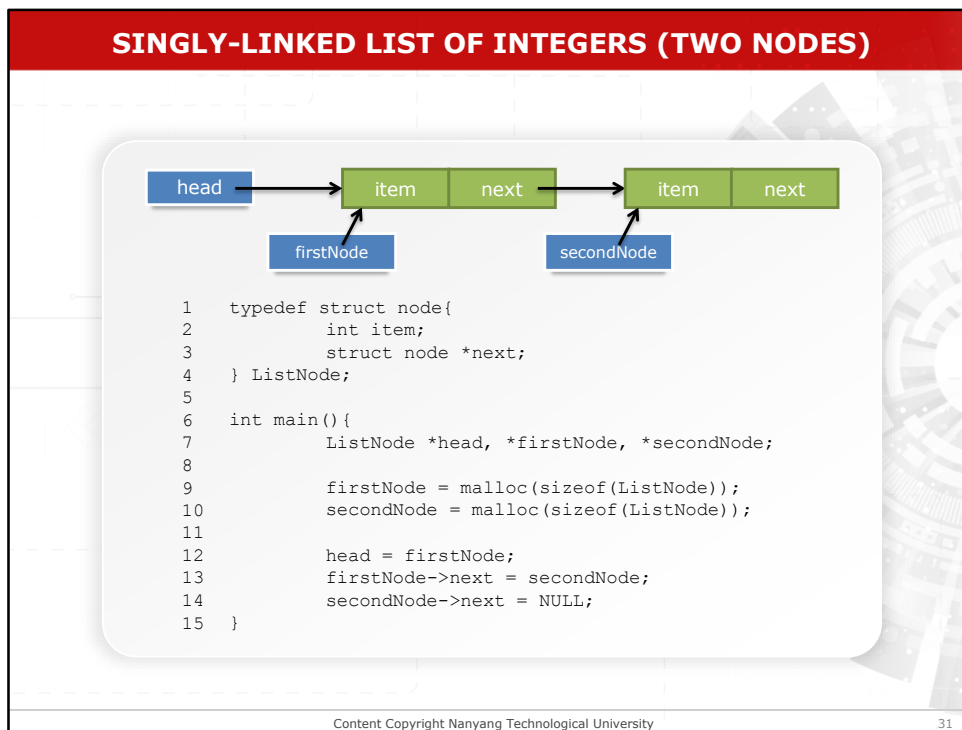 SINGLY-LINKED LIST OF INTEGERS (TWO NODES)
head item next item next
firstNode secondNode
1 typedef struct node{
2 int item;
3 struct node *next;
4 } ListNode;
5
6 int main(){
7 ListNode *head, *firstNode, *secondNode;
8
9 firstNode = malloc(sizeof(ListNode));
10 secondNode = malloc(sizeof(ListNode));
11
12 head = firstNode;
13 firstNode->next = secondNode;
14 secondNode->next = NULL;
15 }
Content Copyright Nanyang Technological University 31